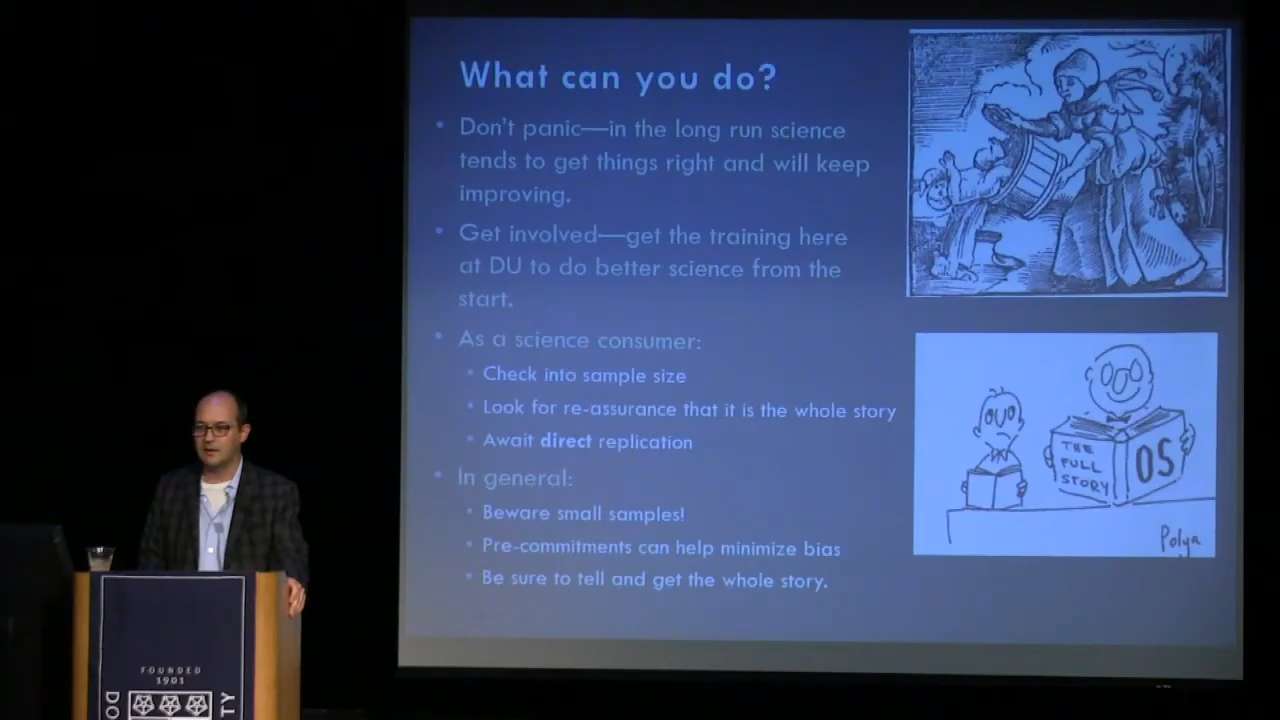 What can you do?
• Don't panic—in the long run science
tends to get things right and will keep
improving.
• Get involved—get the training here
at DU to do better science from the
start.
• As a science consumer:
• Check into sample size
• Look for re-assurance that it is the whole story
• Await direct replication
• In general:
• Beware small samples!
• Pre-commitments can help minimize bias
• Be sure to tell and get the whole story.
THE
FULL
STORY
OS
Polya
FOUNDED
1901
DO
TY